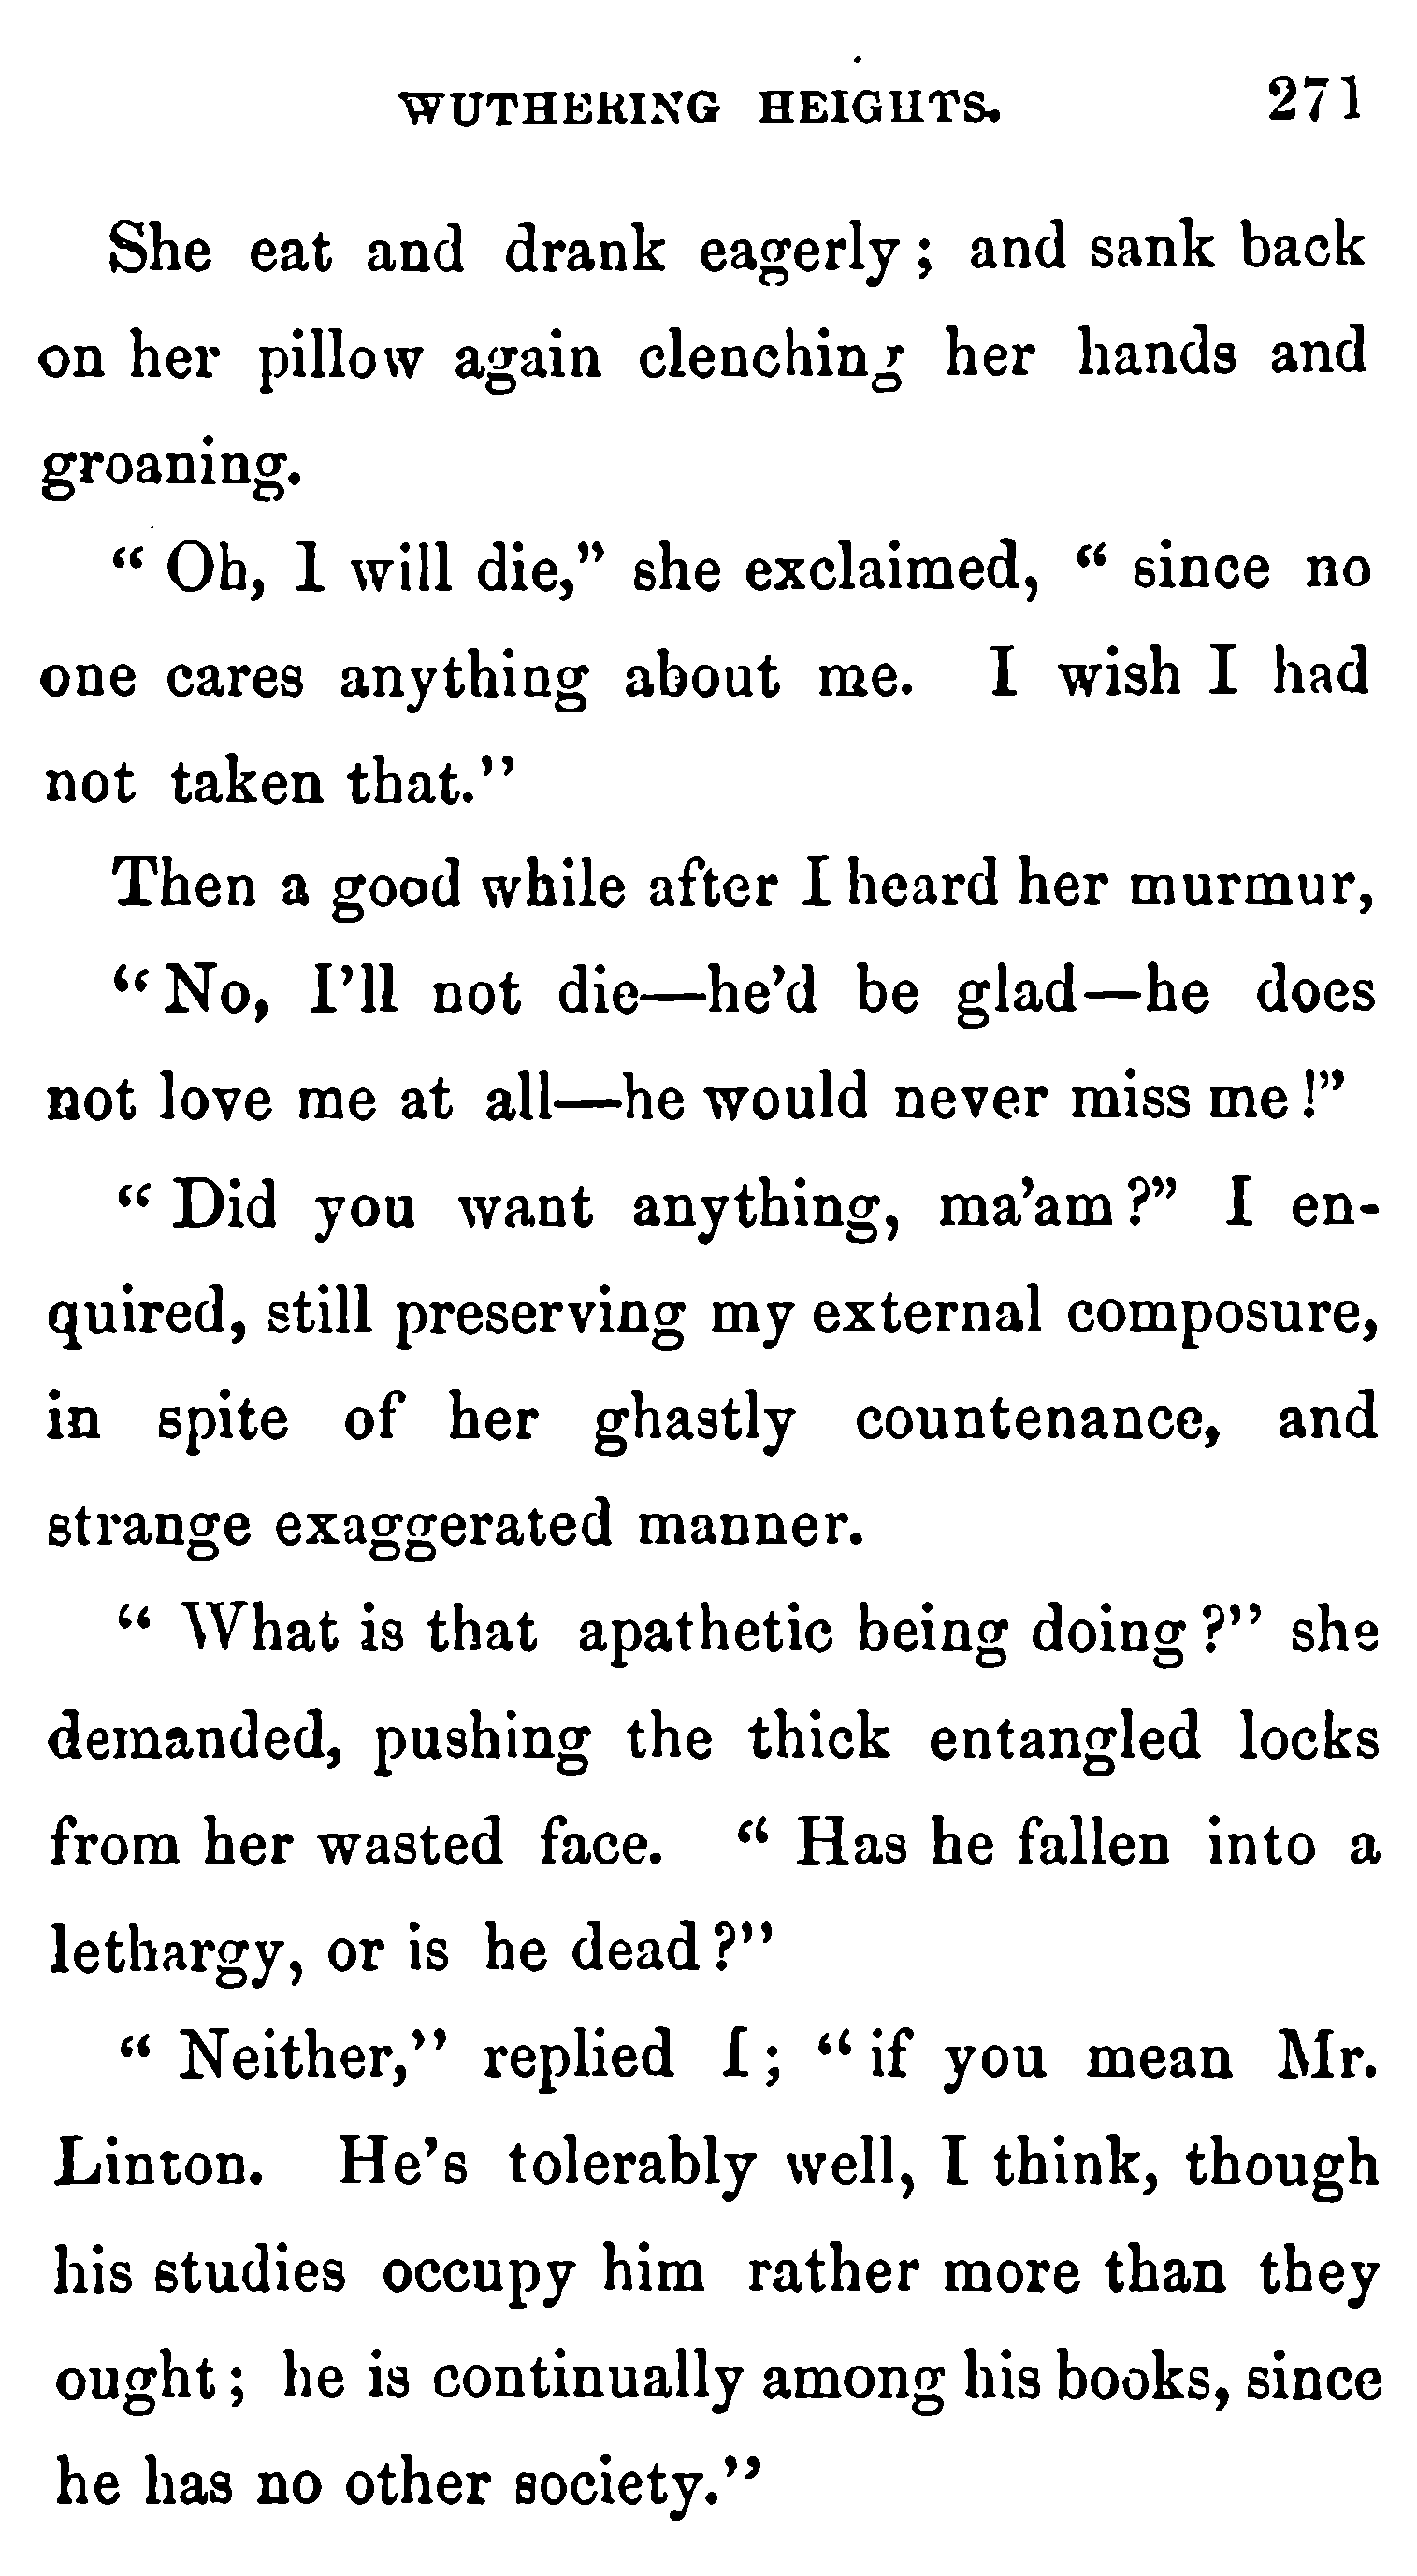 WUTHERING HEIGHTS. 271
She eat and drank eagerly; and sank back
on her pillow again clenching her hands and
groaning.
“Oh, I will die,” she exclaimed, “since no
one cares anything about me. I wish I had
not taken that.”
Then a good while after I heard her murmur,
“No, I’ll not die—he’d be glad—he does
not love me at all—he would never miss me!”
“Did you want anything, ma’am?” I en-
quired, still preserving my external composure,
in spite of her ghastly countenance, and
strange exaggerated manner.
“What is that apathetic being doing?” she
demanded, pushing the thick entangled locks
from her wasted face. “Has he fallen into a
lethargy, or is he dead?”
“Neither,” replied I; “if you mean Mr.
Linton. He’s tolerably well, I think, though
his studies occupy him rather more than they
ought; he is continually among his books, since
he has no other society.”